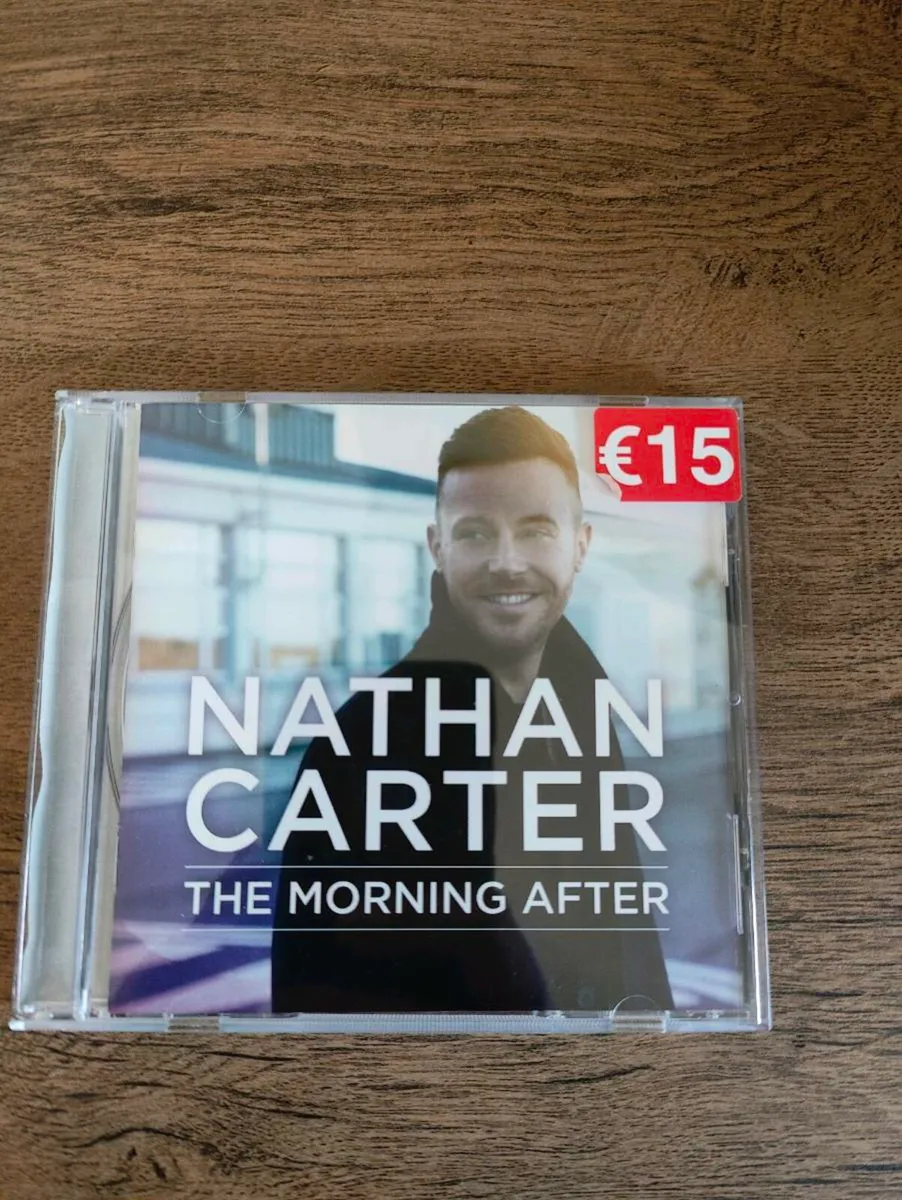 €15
NATHAN
CARTER
THE MORNING AFTER